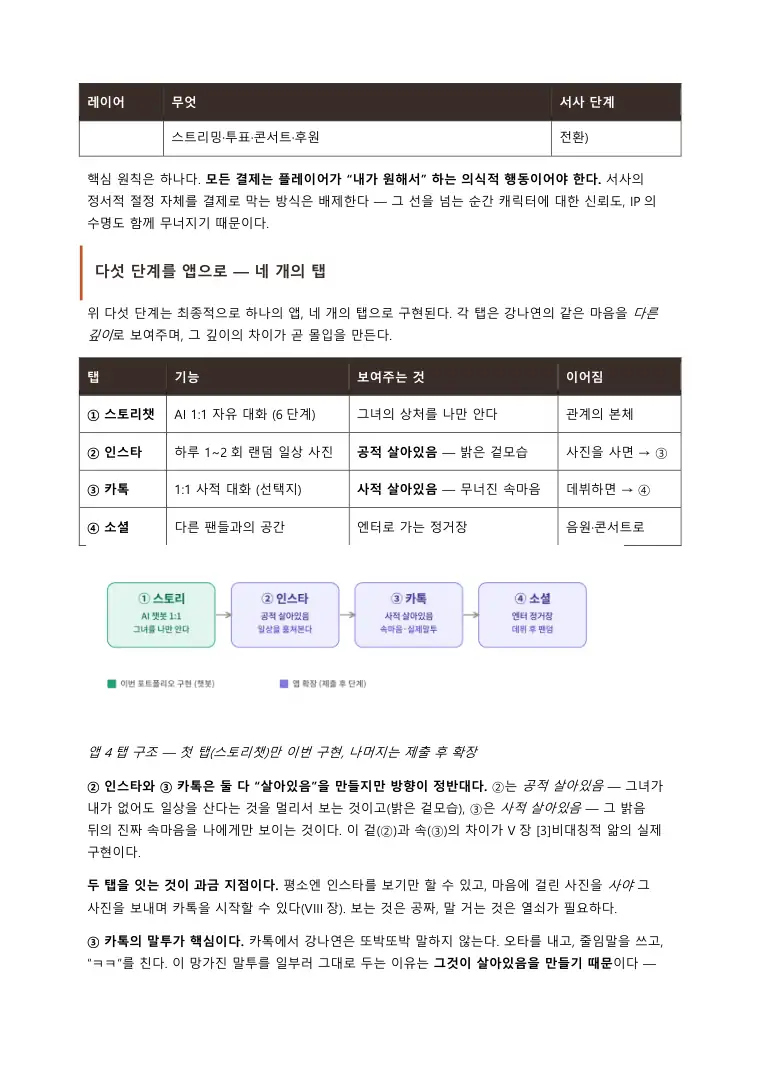 레이어 무엇 서사 단계
스트리밍·투표·콘서트·후원 전환)
핵심 원칙은 하나다. 모든 결제는 플레이어가 “내가 원해서” 하는 의식적 행동이어야 한다. 서사의
정서적 절정 자체를 결제로 막는 방식은 배제한다 — 그 선을 넘는 순간 캐릭터에 대한 신뢰도, IP 의
수명도 함께 무너지기 때문이다.
다섯 단계를 앱으로 — 네 개의 탭
위 다섯 단계는 최종적으로 하나의 앱, 네 개의 탭으로 구현된다. 각 탭은 강나연의 같은 마음을 다른
깊이로 보여주며, 그 깊이의 차이가 곧 몰입을 만든다.
탭 기능 보여주는 것 이어짐
① 스토리챗 AI 1:1 자유 대화 (6 단계) 그녀의 상처를 나만 안다 관계의 본체
② 인스타 하루 1~2 회 랜덤 일상 사진 공적 살아있음 — 밝은 겉모습 사진을 사면 → ③
③ 카톡 1:1 사적 대화 (선택지) 사적 살아있음 — 무너진 속마음 데뷔하면 → ④
④ 소셜 다른 팬들과의 공간 엔터로 가는 정거장 음원·콘서트로
① 스토리 ② 인스타 ③ 카톡 ④ 소셜
AI 챗봇 1:1 공적 살아있음 사적 살아있음 엔터 정거장
그녀를 나만 안다 일상을 훔쳐본다 속마음·실제말투 데뷔 후 팬덤
이번 포트폴리오 구현 (챗봇) 앱 확장 (제출 후 단계)
앱 4 탭 구조 — 첫 탭(스토리챗)만 이번 구현, 나머지는 제출 후 확장
② 인스타와 ③ 카톡은 둘 다 “살아있음”을 만들지만 방향이 정반대다. ②는 공적 살아있음 — 그녀가
내가 없어도 일상을 산다는 것을 멀리서 보는 것이고(밝은 겉모습), ③은 사적 살아있음 — 그 밝음
뒤의 진짜 속마음을 나에게만 보이는 것이다. 이 겉(②)과 속(③)의 차이가 V 장 [3]비대칭적 앎의 실제
구현이다.
두 탭을 잇는 것이 과금 지점이다. 평소엔 인스타를 보기만 할 수 있고, 마음에 걸린 사진을 사야 그
사진을 보내며 카톡을 시작할 수 있다(VIII 장). 보는 것은 공짜, 말 거는 것은 열쇠가 필요하다.
③ 카톡의 말투가 핵심이다. 카톡에서 강나연은 또박또박 말하지 않는다. 오타를 내고, 줄임말을 쓰고,
“ㅋㅋ”를 친다. 이 망가진 말투를 일부러 그대로 두는 이유는 그것이 살아있음을 만들기 때문이다 —